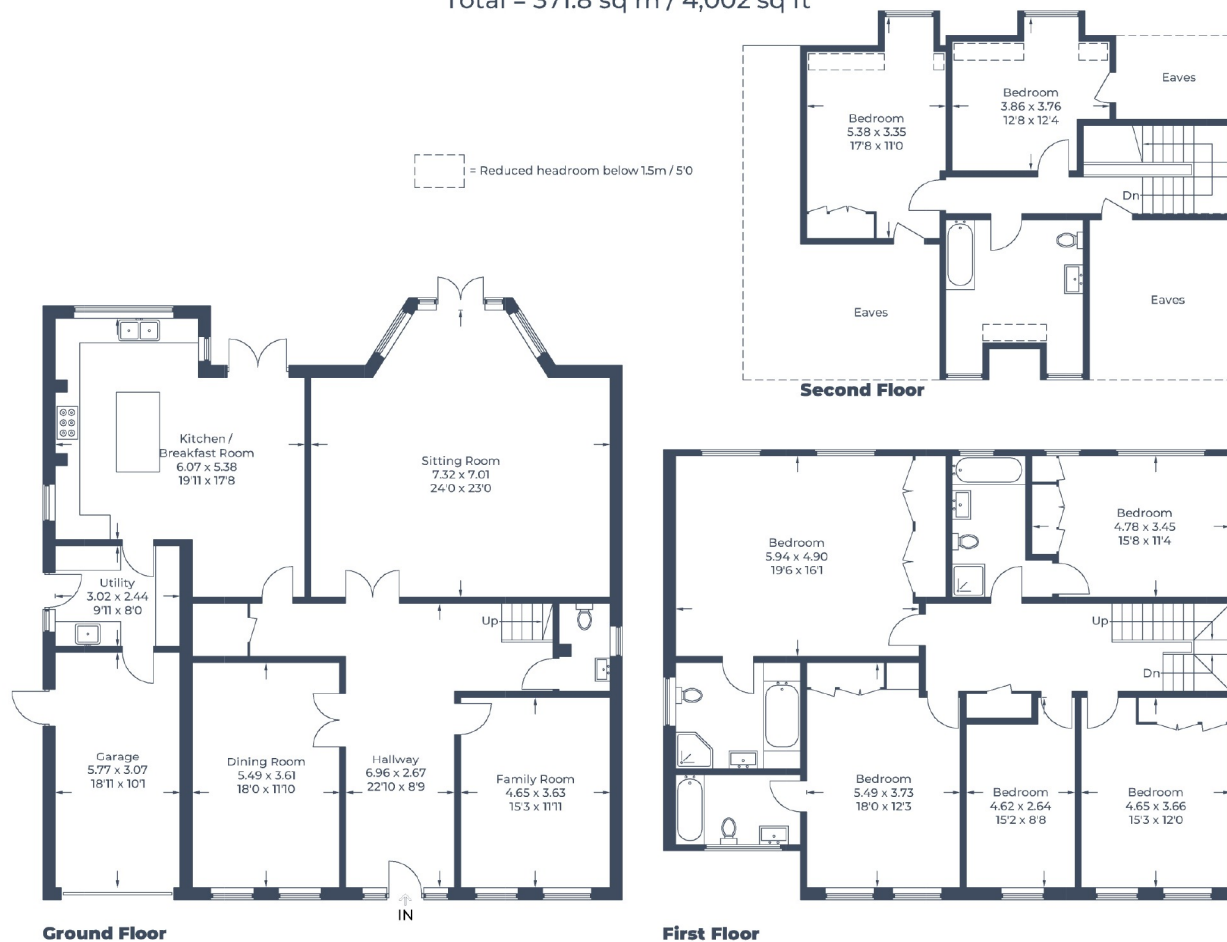 Total = 371.8 sq m / 4,002 sq ft
= Reduced headroom below 1.5m / 5'0
Bedroom
5.38 x 3.35
17'8 x 11'0
Bedroom
3.86 x 3.76
12'8 x 12'4
Eaves
Dn
Eaves
Eaves
Second Floor
Kitchen /
Breakfast Room
6.07 x 5.38
19'11 x 17'8
Sitting Room
7.32 x 7.01
24'0 x 23'0
Utility
3.02 x 2.44
9'11 x 8'0
Up
Garage
5.77 x 3.07
18'11 x 10'1
Dining Room
5.49 x 3.61
18'0 x 11'10
Hallway
6.96 x 2.67
22'10 x 8'9
Family Room
4.65 x 3.63
15'3 x 11'11
IN
Ground Floor
Bedroom
5.94 x 4.90
19'6 x 16'1
Bedroom
4.78 x 3.45
15'8 x 11'4
Up
Dn
Bedroom
5.49 x 3.73
18'0 x 12'3
Bedroom
4.62 x 2.64
15'2 x 8'8
Bedroom
4.65 x 3.66
15'3 x 12'0
First Floor